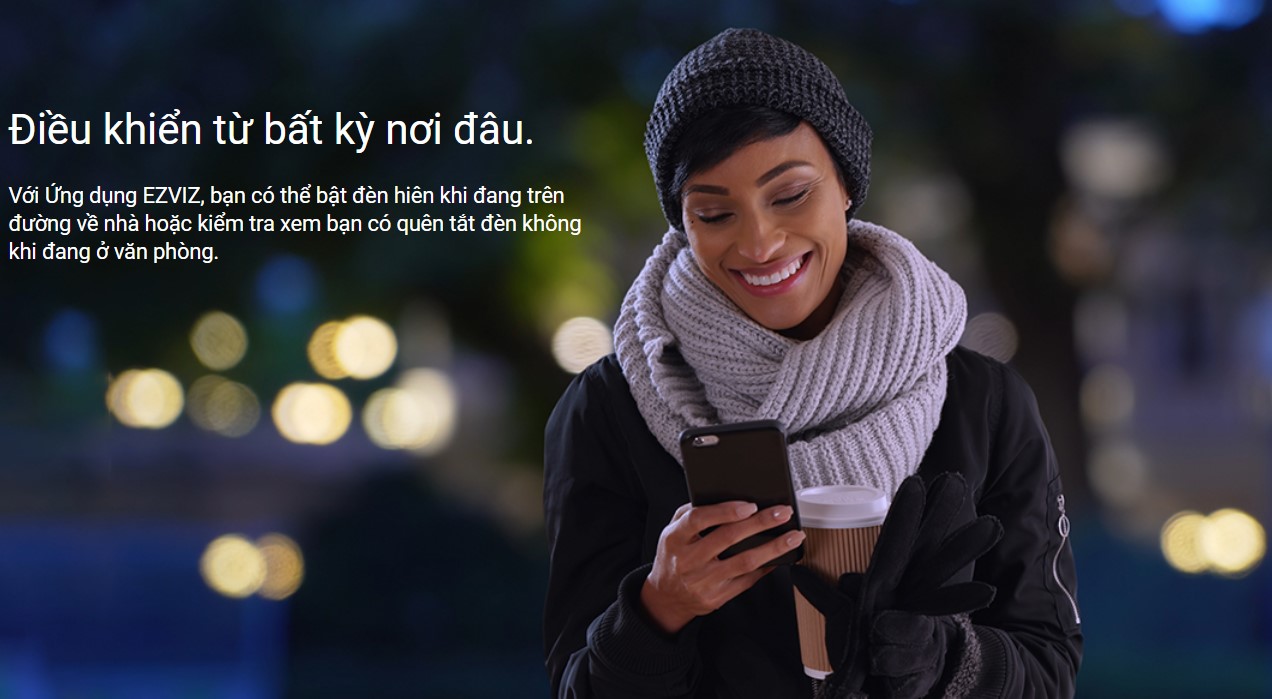 Điều khiển từ bất kỳ nơi đâu.
Với Ứng dụng EZVIZ, bạn có thể bật đèn hiên khi đang trên
đường về nhà hoặc kiểm tra xem bạn có quên tắt đèn không
khi đang ở văn phòng.